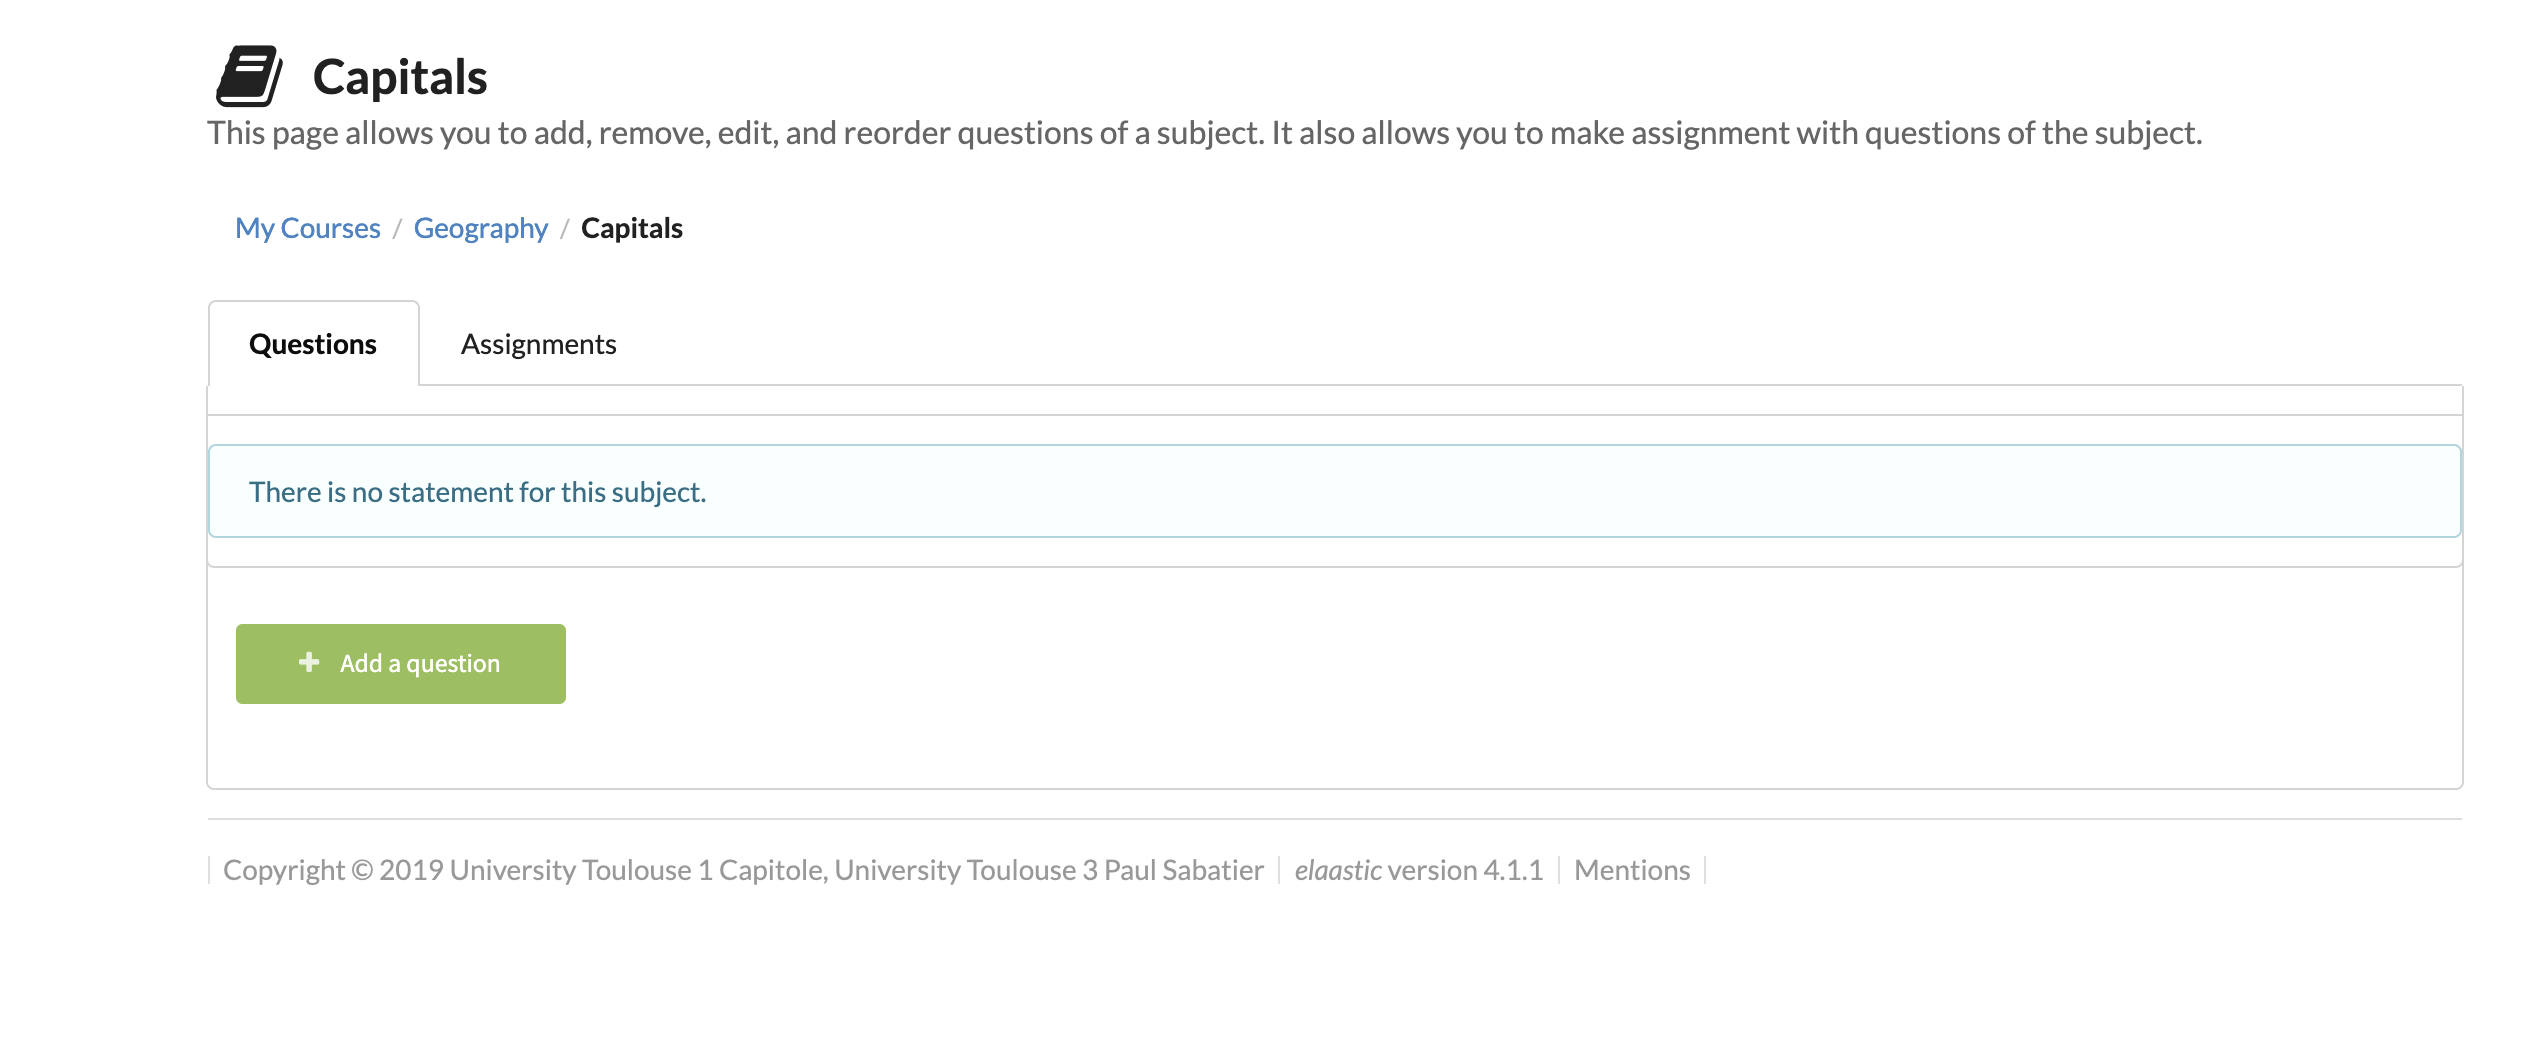 Capitals
This page allows you to add, remove, edit, and reorder questions of a subject. It also allows you to make assignment with questions of the subject.
My Courses / Geography / Capitals
Questions Assignments
There is no statement for this subject.
Add a question
Copyright © 2019 University Toulouse 1 Capitole, University Toulouse 3 Paul Sabatier elaastic version 4.1.1 Mentions